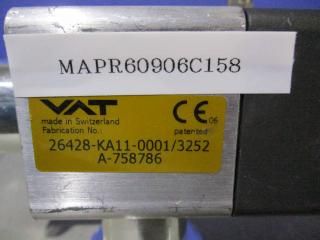 MAPR60906C158
VAT
made in Switzerland
Fabrication No.:
CE 06
patented
26428-KA11-0001/3252
A-758786